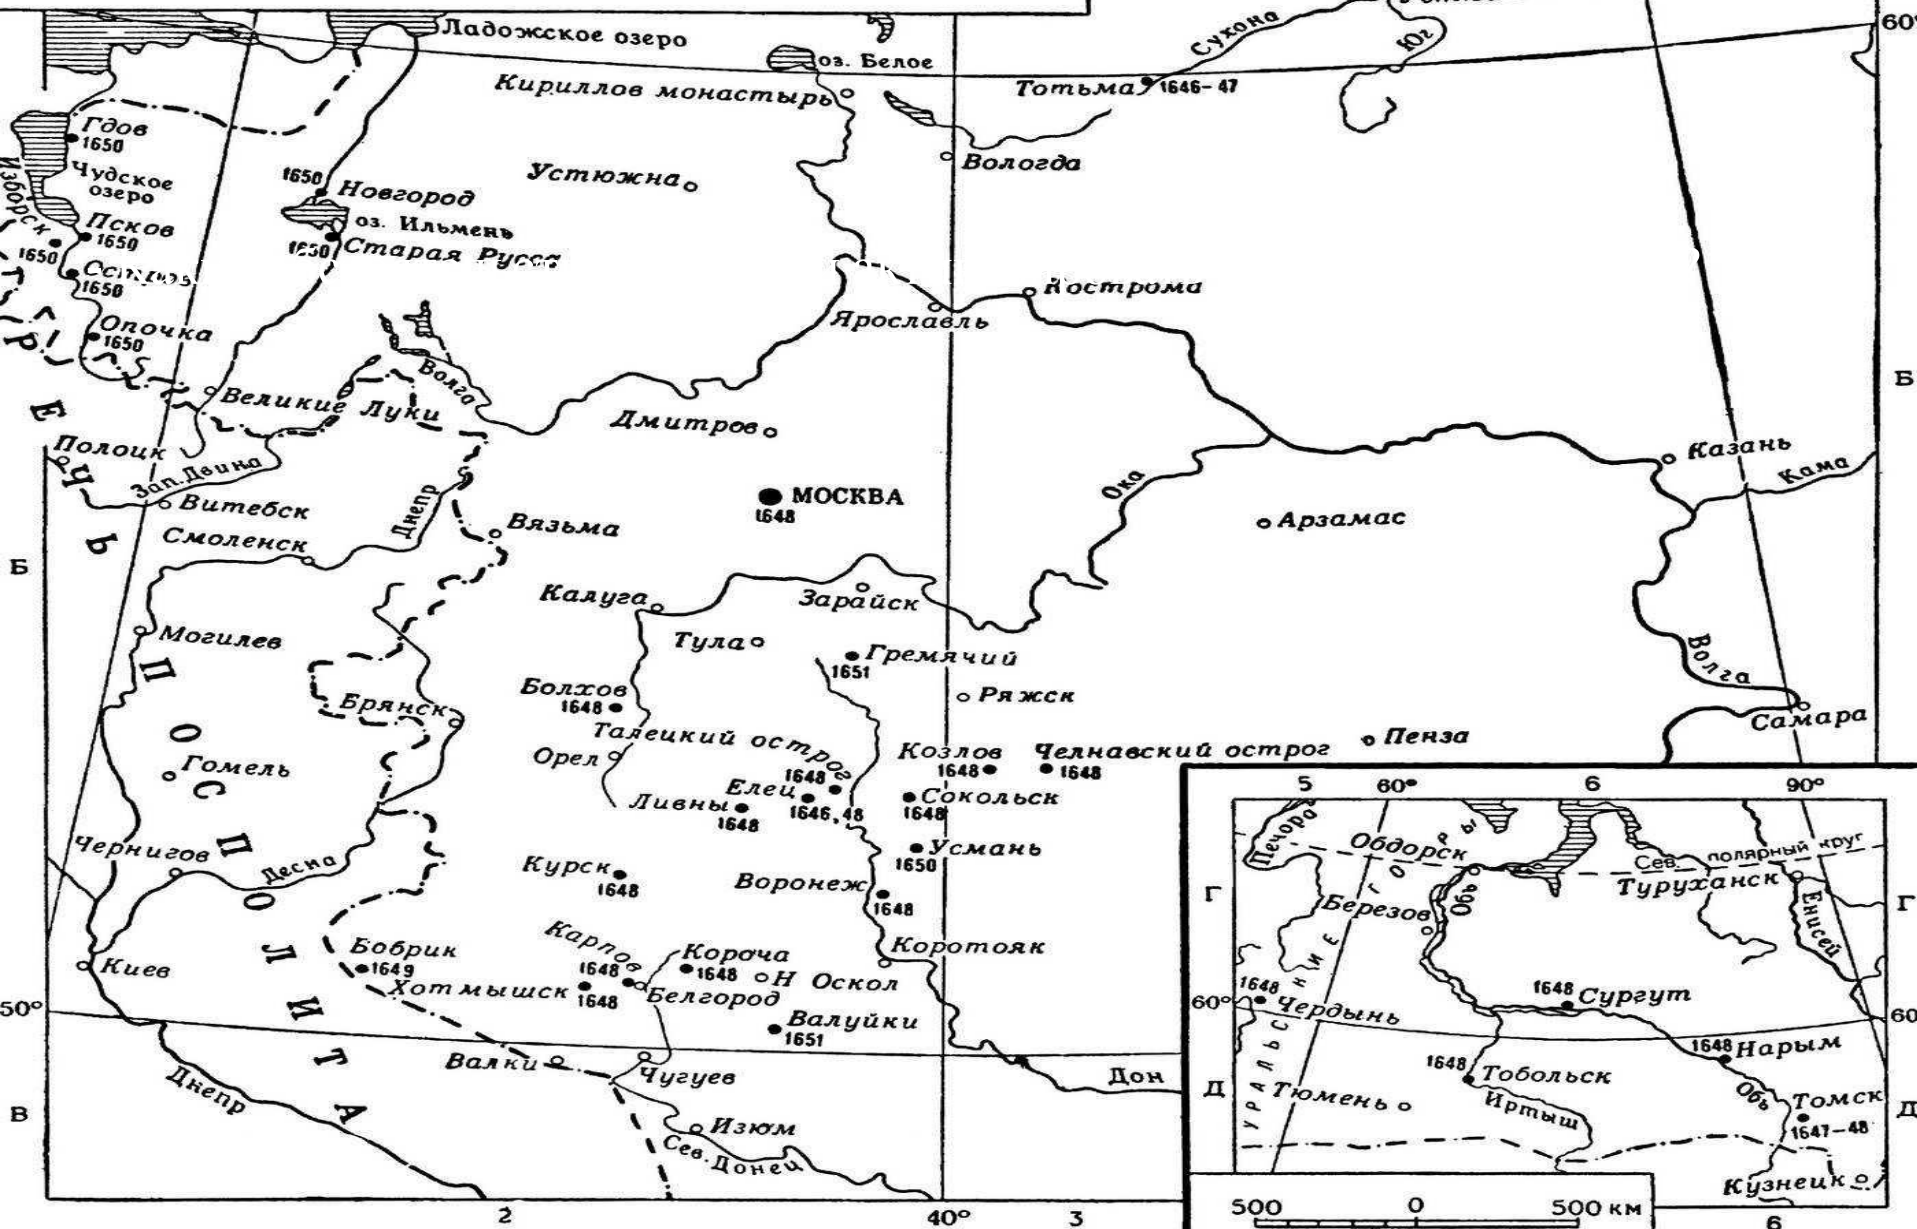 60°
Ладожское озеро
Сухона
Юг
оз. Белое
Кириллов монастырь
Тотьма
1646-47
Гдов
1650
Чудское
озеро
Изборск
1650
Вологда
Устюжна
1650
Новгород
оз. Ильмень
1650
Старая Русса
Псков
1650
1650
Опочка
1650
Кострома
Ярославль
Волга
Великие Луки
Дмитров
Б
Р
Е
Ч
Ь
Полоцк
Зап. Двина
Витебск
Днепр
Казань
Кама
Ока
МОСКВА
1648
Арзамас
Вязьма
Смоленск
Б
Калуга
Зарайск
Могилев
Тула
Гремячий
1651
Волга
П
О
С
П
О
Л
И
Т
А
Болхов
1648
Ряжск
Брянск
Самара
Талецкий острог
1648
Козлов
1648
Челнавский острог
1648
Пенза
Орел
Гомель
Елец
1646,48
Ливны
1648
Сокольск
1648
Чернигов
Десна
Усмань
1650
Курск
1648
Воронеж
1648
Бобрик
1649
Карпов
1648
Короча
1648
Коротояк
Киев
Н Оскол
Хотмышск
1648
Белгород
50°
Валуйки
1651
Валки
Чугуев
Дон
Днепр
В
Изюм
Сев. Донец
2
40°
3
5
60°
6
90°
Печора
Обдорск
Сев. полярный круг
Туруханск
Г
Г
Березов
Обь
Енисей
УРАЛЬСКИЕ ГОРЫ
1648
Чердынь
60°
1648
Сургут
60
1648
Нарым
1648
Тобольск
Д
Тюмень
Иртыш
Обь
Томск
1647-48
Д
Кузнецк
500
0
500 км
6